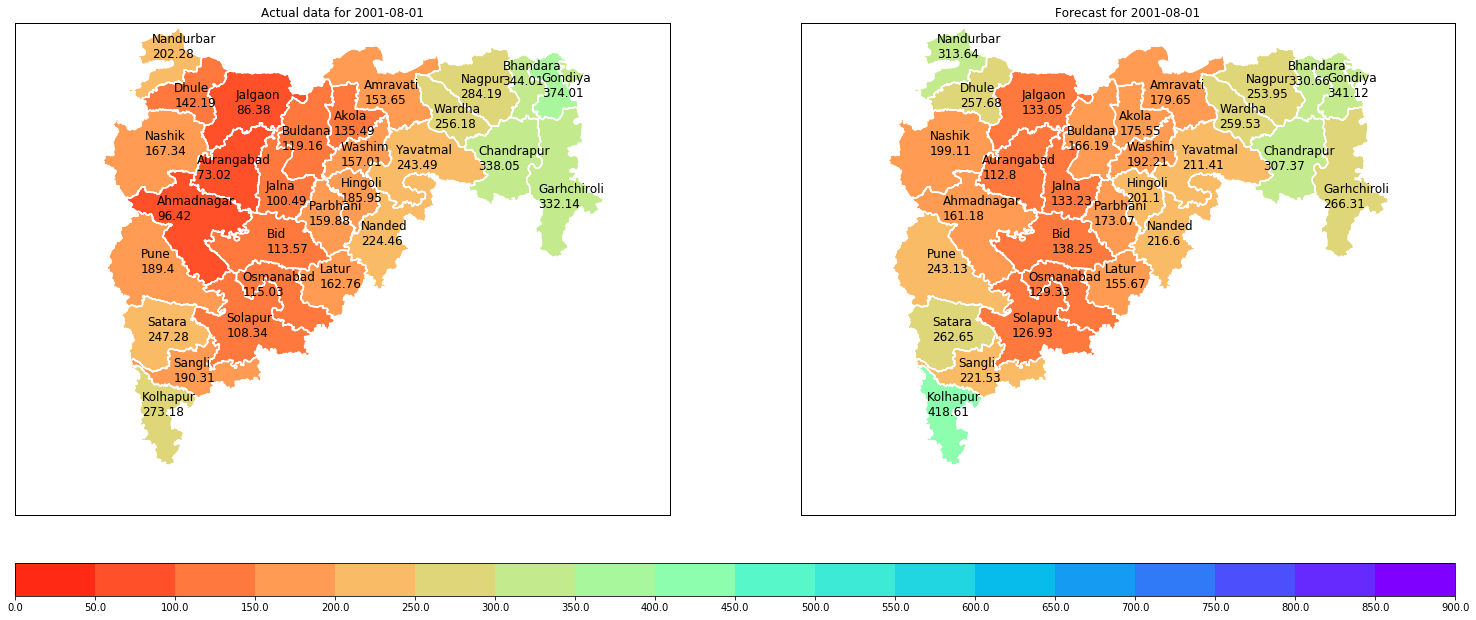 Actual data for 2001-08-01
Nandurbar
202.28
Dhule
142.19
Jalgaon
86.38
Nashik
167.34
Aurangabad
73.02
Buldana
119.16
Akola
135.49
Amravati
153.65
Washim
157.01
Wardha
256.18
Nagpur
284.19
Bhandara
344.01
Gondiya
374.01
Yavatmal
243.49
Chandrapur
338.05
Garhchiroli
332.14
Ahmadnagar
96.42
Jalna
100.49
Hingoli
185.95
Parbhani
159.88
Nanded
224.46
Bid
113.57
Pune
189.4
Osmanabad
115.03
Latur
162.76
Satara
247.28
Solapur
108.34
Sangli
190.31
Kolhapur
273.18
Forecast for 2001-08-01
Nandurbar
313.64
Dhule
257.68
Jalgaon
133.05
Nashik
199.11
Aurangabad
112.8
Buldana
166.19
Akola
175.55
Amravati
179.65
Washim
192.21
Wardha
259.53
Nagpur
253.95
Bhandara
330.66
Gondiya
341.12
Yavatmal
211.41
Chandrapur
307.37
Garhchiroli
266.31
Ahmadnagar
161.18
Jalna
133.23
Hingoli
201.1
Parbhani
173.07
Nanded
216.6
Bid
138.25
Pune
243.13
Osmanabad
129.33
Latur
155.67
Satara
262.65
Solapur
126.93
Sangli
221.53
Kolhapur
418.61
0.0 50.0 100.0 150.0 200.0 250.0 300.0 350.0 400.0 450.0 500.0 550.0 600.0 650.0 700.0 750.0 800.0 850.0 900.0